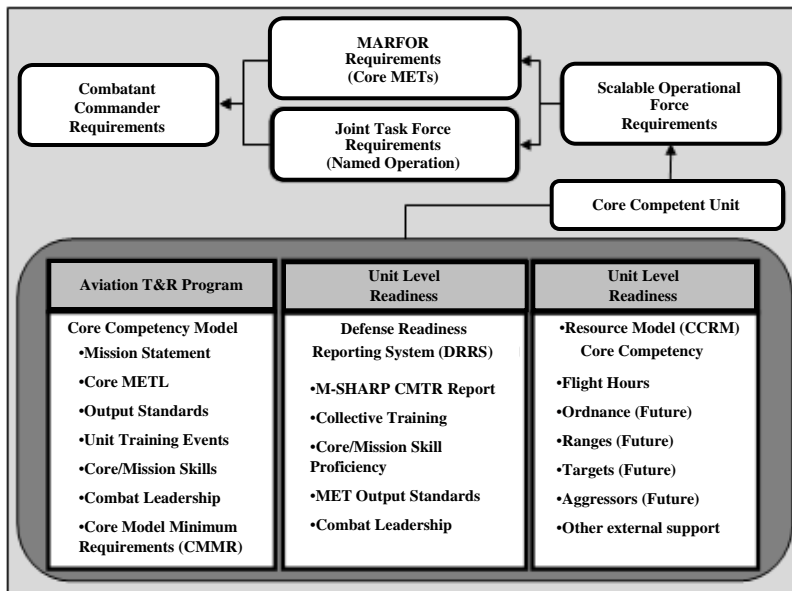 MARFOR
Requirements
(Core METs)
Combatant
Commander
Requirements
Scalable Operational
Force
Requirements
Joint Task Force
Requirements
(Named Operation)
Core Competent Unit
Aviation T&R Program
Unit Level
Readiness
Unit Level
Readiness
Core Competency Model
•Mission Statement
•Core METL
•Output Standards
•Unit Training Events
•Core/Mission Skills
•Combat Leadership
•Core Model Minimum
Requirements (CMMR)
Defense Readiness
Reporting System (DRRS)
•M-SHARP CMTR Report
•Collective Training
•Core/Mission Skill
Proficiency
•MET Output Standards
•Combat Leadership
•Resource Model (CCRM)
Core Competency
•Flight Hours
•Ordnance (Future)
•Ranges (Future)
•Targets (Future)
•Aggressors (Future)
•Other external support